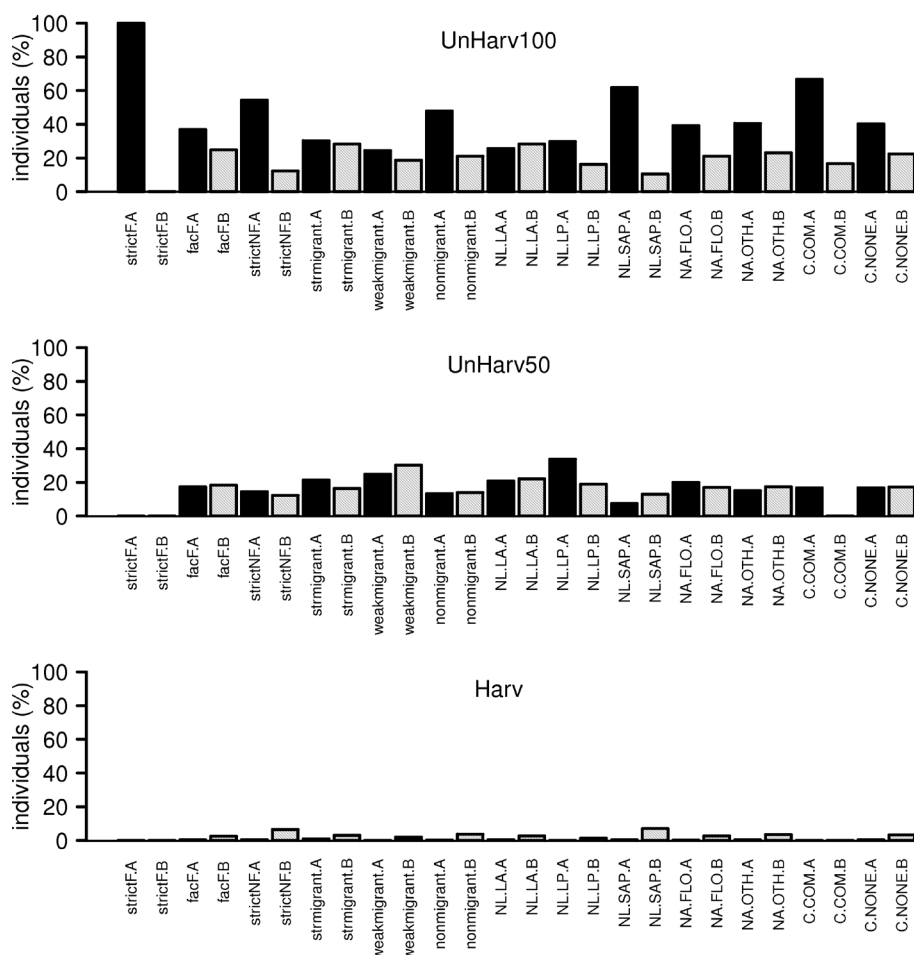 UnHarv100
individuals (%)
100
80
60
40
20
0
strictF.A
strictF.B
facF.A
facF.B
strictNF.A
strictNF.B
strmigrant.A
strmigrant.B
weakmigrant.A
weakmigrant.B
nonmigrant.A
nonmigrant.B
NL.LA.A
NL.LA.B
NL.LP.A
NL.LP.B
NL.SAP.A
NL.SAP.B
NA.FLO.A
NA.FLO.B
NA.OTH.A
NA.OTH.B
C.COM.A
C.COM.B
C.NONE.A
C.NONE.B
UnHarv50
individuals (%)
100
80
60
40
20
0
strictF.A
strictF.B
facF.A
facF.B
strictNF.A
strictNF.B
strmigrant.A
strmigrant.B
weakmigrant.A
weakmigrant.B
nonmigrant.A
nonmigrant.B
NL.LA.A
NL.LA.B
NL.LP.A
NL.LP.B
NL.SAP.A
NL.SAP.B
NA.FLO.A
NA.FLO.B
NA.OTH.A
NA.OTH.B
C.COM.A
C.COM.B
C.NONE.A
C.NONE.B
Harv
individuals (%)
100
80
60
40
20
0
strictF.A
strictF.B
facF.A
facF.B
strictNF.A
strictNF.B
strmigrant.A
strmigrant.B
weakmigrant.A
weakmigrant.B
nonmigrant.A
nonmigrant.B
NL.LA.A
NL.LA.B
NL.LP.A
NL.LP.B
NL.SAP.A
NL.SAP.B
NA.FLO.A
NA.FLO.B
NA.OTH.A
NA.OTH.B
C.COM.A
C.COM.B
C.NONE.A
C.NONE.B